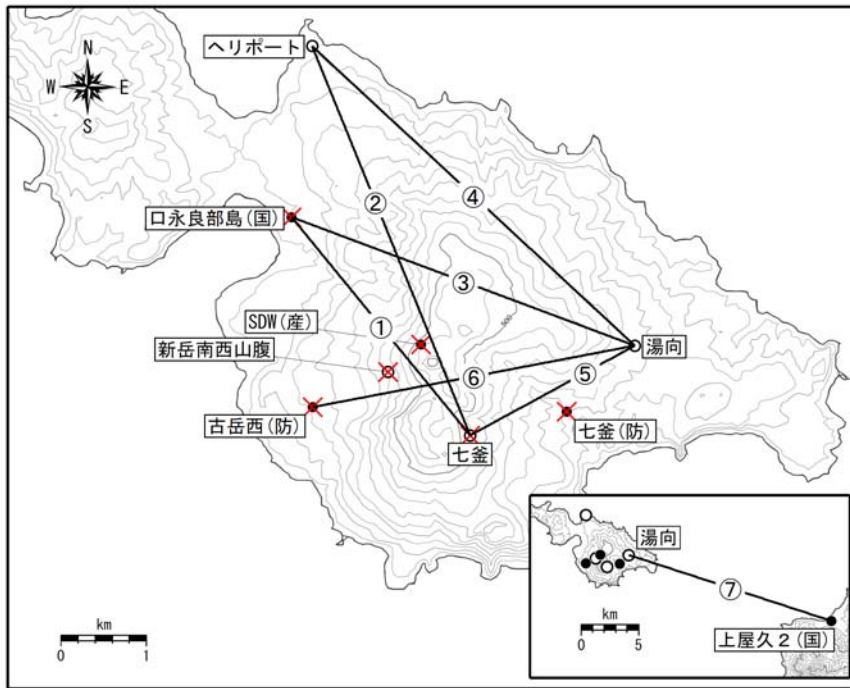 ヘリポート
N
W E
S
②
④
口永良部島(国)
③
500
SDW(産)
①
新岳南西山腹
湯向
⑥
⑤
古岳西(防)
七釜(防)
七釜
湯向
⑦
km
0 1
km
0 5
上屋久2(国)